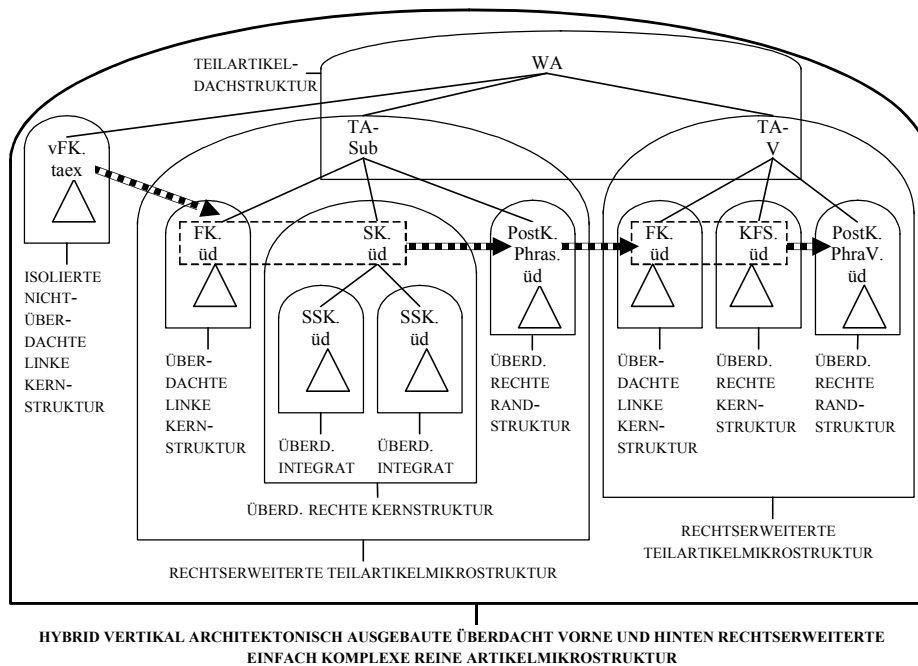 TEILARTIKEL-
DACHSTRUKTUR
WA
vFK.
taex
TA-
Sub
TA-
V
FK.
üd
SK.
üd
PostK.
Phras.
üd
FK.
üd
KFS.
üd
PostK.
PhraV.
üd
SSK.
üd
SSK.
üd
ISOLIERTE
NICHT-
ÜBER-
DACHTE
LINKE
KERN-
STRUKTUR
ÜBER-
DACHTE
LINKE
KERN-
STRUKTUR
ÜBERD.
INTEGRAT
ÜBERD.
INTEGRAT
ÜBERD.
RECHTE
RAND-
STRUKTUR
ÜBER-
DACHTE
LINKE
KERN-
STRUKTUR
ÜBERD.
RECHTE
KERN-
STRUKTUR
ÜBERD.
RECHTE
RAND-
STRUKTUR
ÜBERD. RECHTE KERNSTRUKTUR
RECHTSERWEITERTE TEILARTIKELMIKROSTRUKTUR
RECHTSERWEITERTE
TEILARTIKELMIKROSTRUKTUR
HYBRID VERTIKAL ARCHITEKTONISCH AUSGEBAUTE ÜBERDACHT VORNE UND HINTEN RECHTSERWEITERTE
EINFACH KOMPLEXE REINE ARTIKELMIKROSTRUKTUR